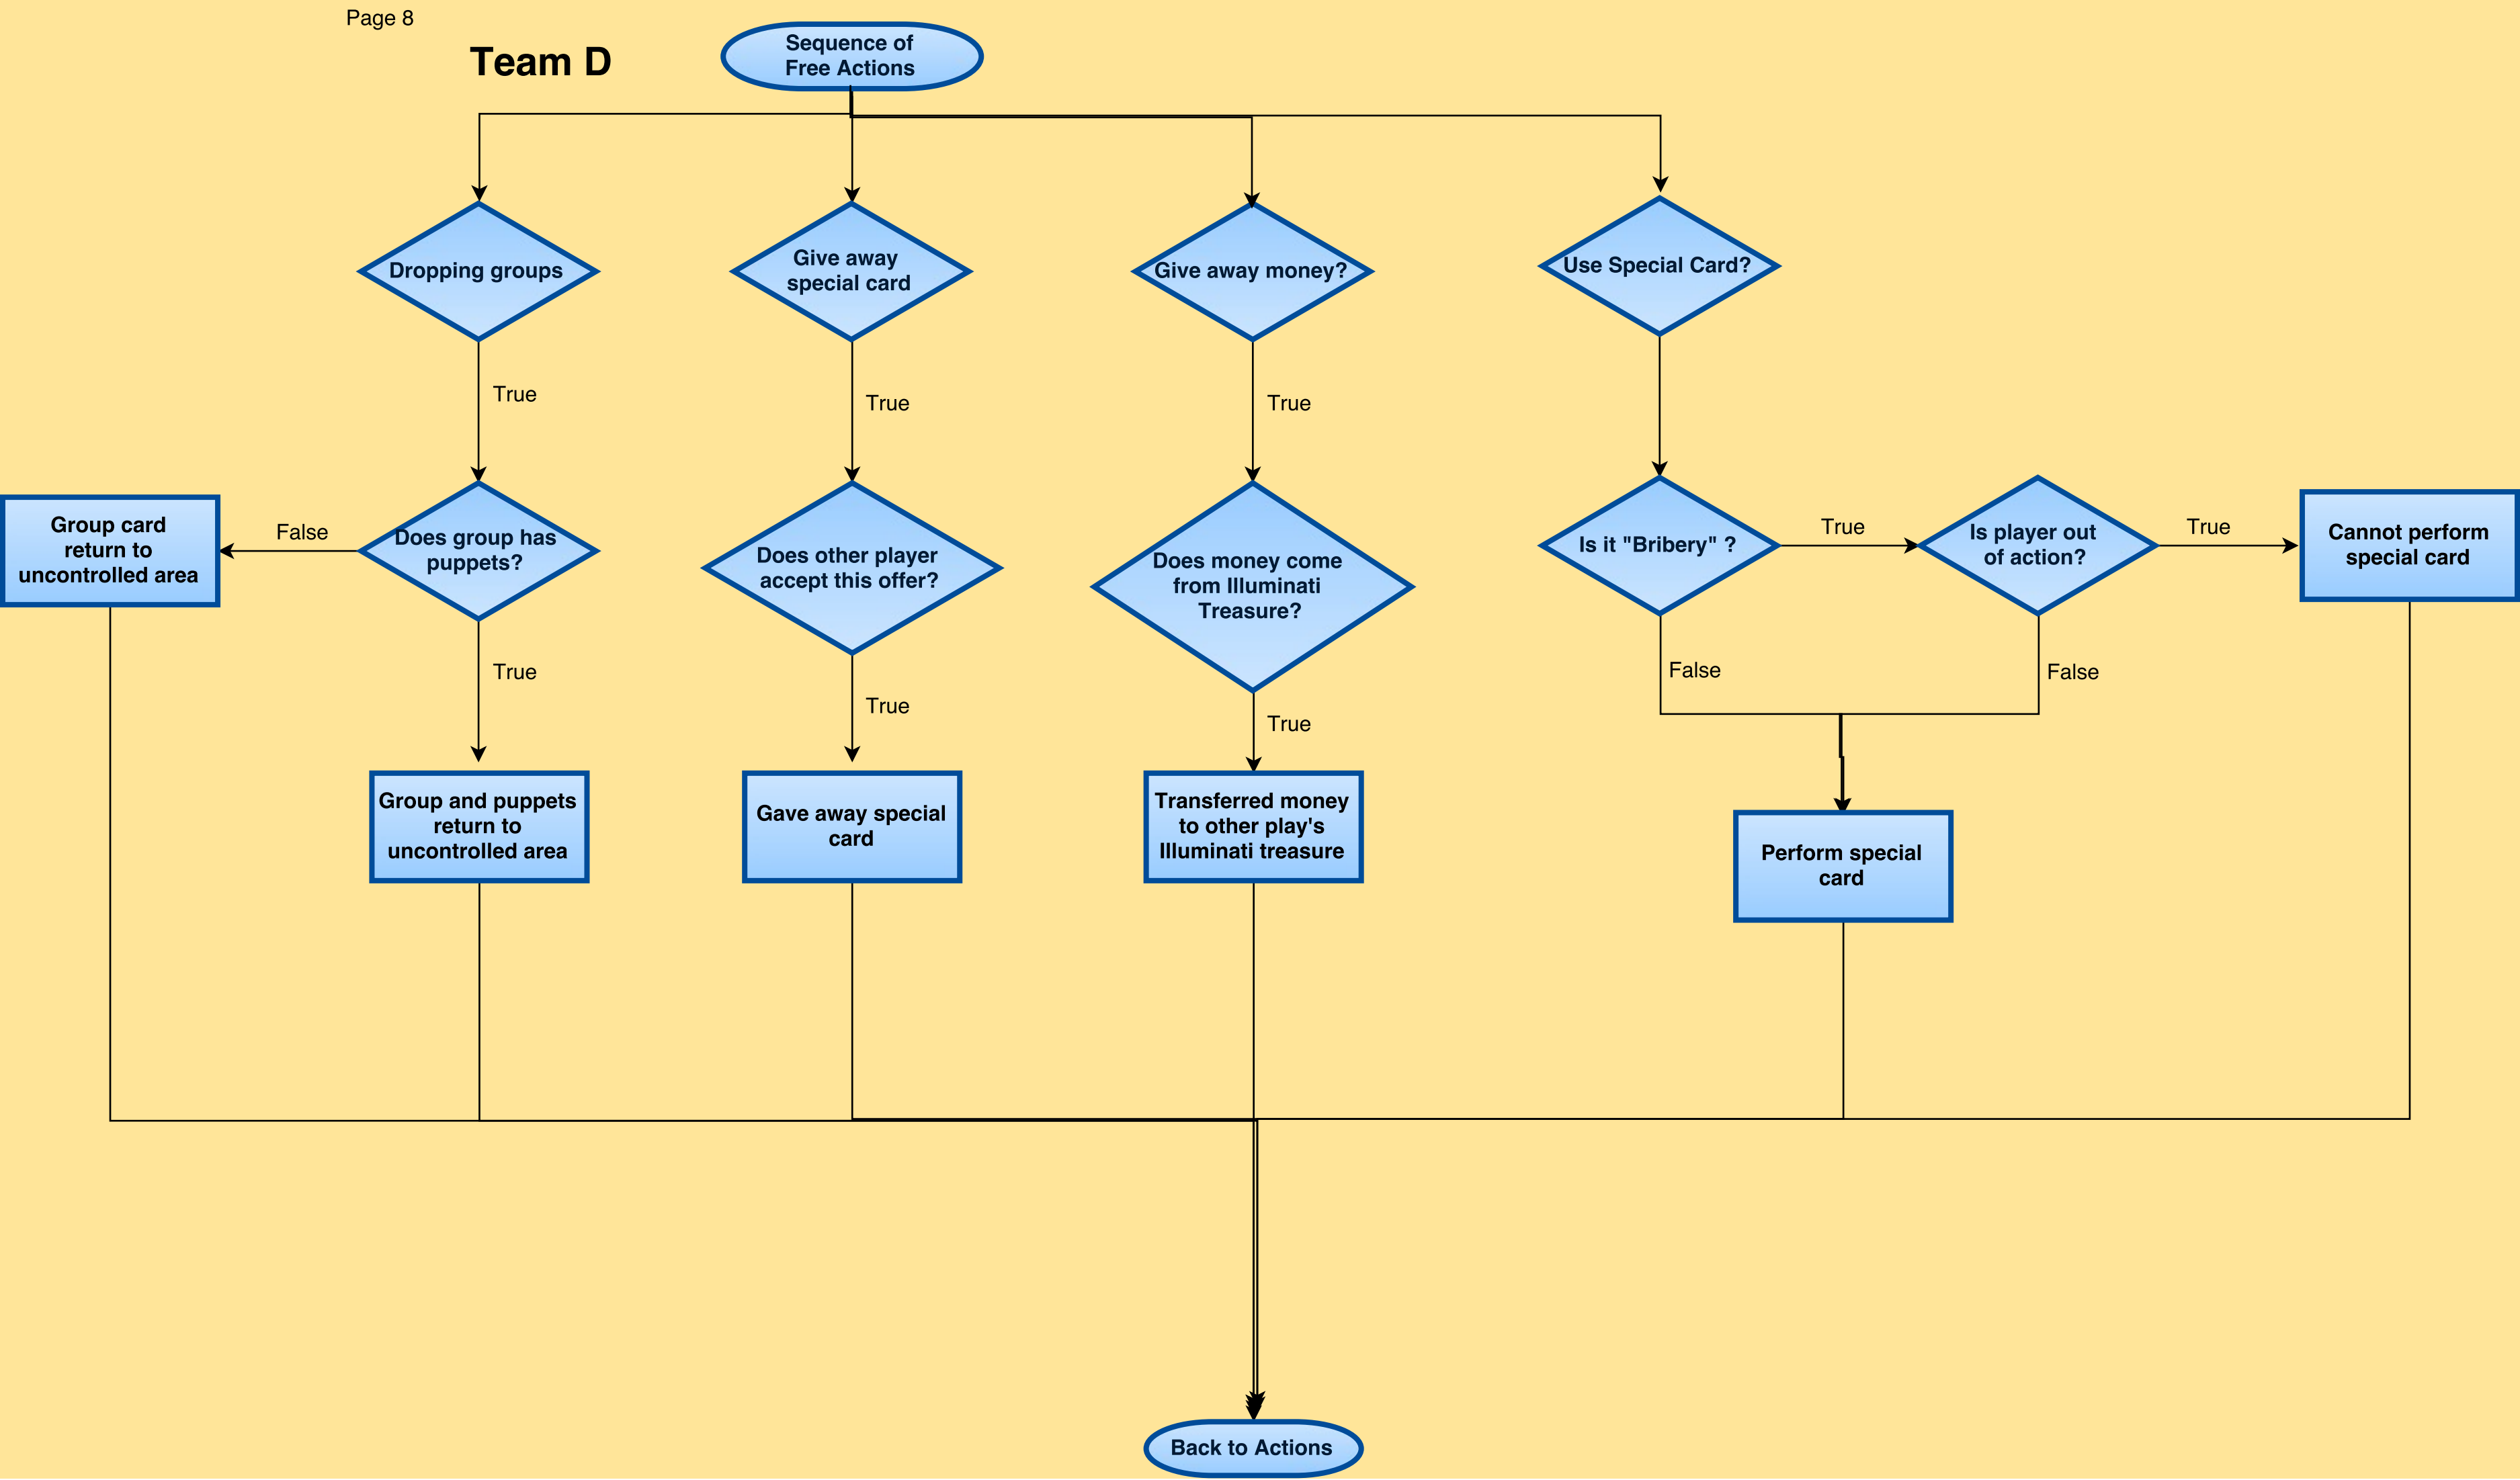 Page 8
Team D
Sequence of
Free Actions
Dropping groups
Give away
special card
Give away money?
Use Special Card?
True
True
True
Group card
return to
uncontrolled area
False
Does group has
puppets?
Does other player
accept this offer?
Does money come
from Illuminati
Treasure?
Is it "Bribery" ?
True
Is player out
of action?
True
Cannot perform
special card
True
True
True
False
False
Group and puppets
return to
uncontrolled area
Gave away special
card
Transferred money
to other play's
Illuminati treasure
Perform special
card
Back to Actions